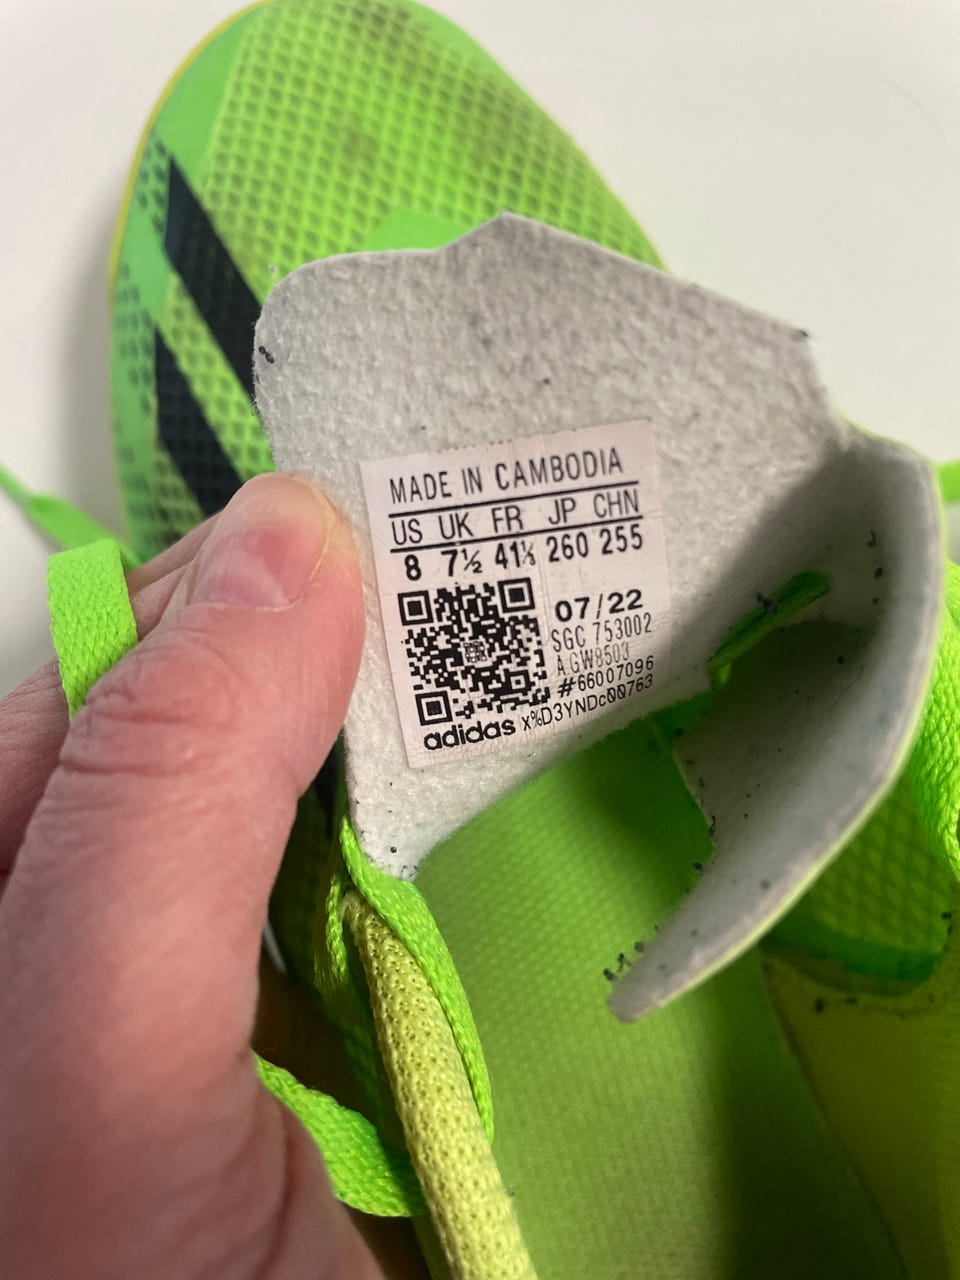 MADE IN CAMBODIA
US UK FR JP CHN
8 7½ 41⅓ 260 255
07/22
SGC 753002
A GW8503
#66007096
adidas x%D3YNDc00763